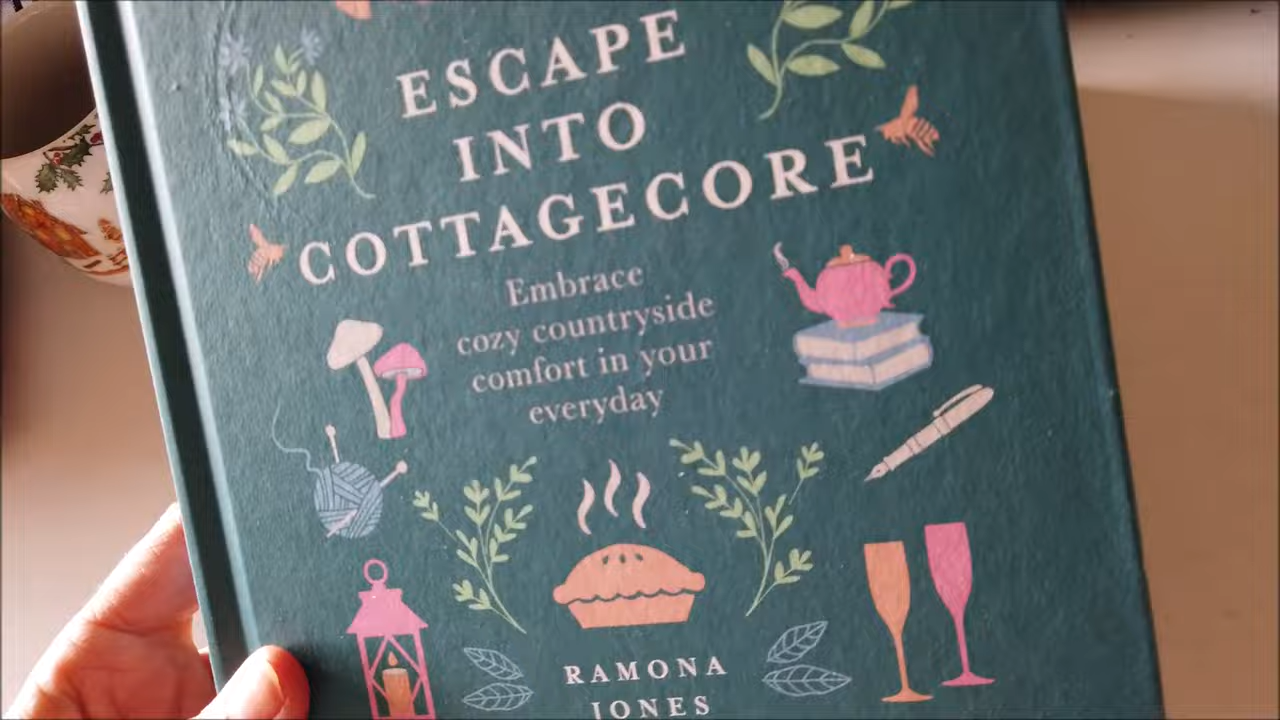 ESCAPE
INTO
COTTAGECORE
Embrace
cozy countryside
comfort in your
everyday
RAMONA
JONES